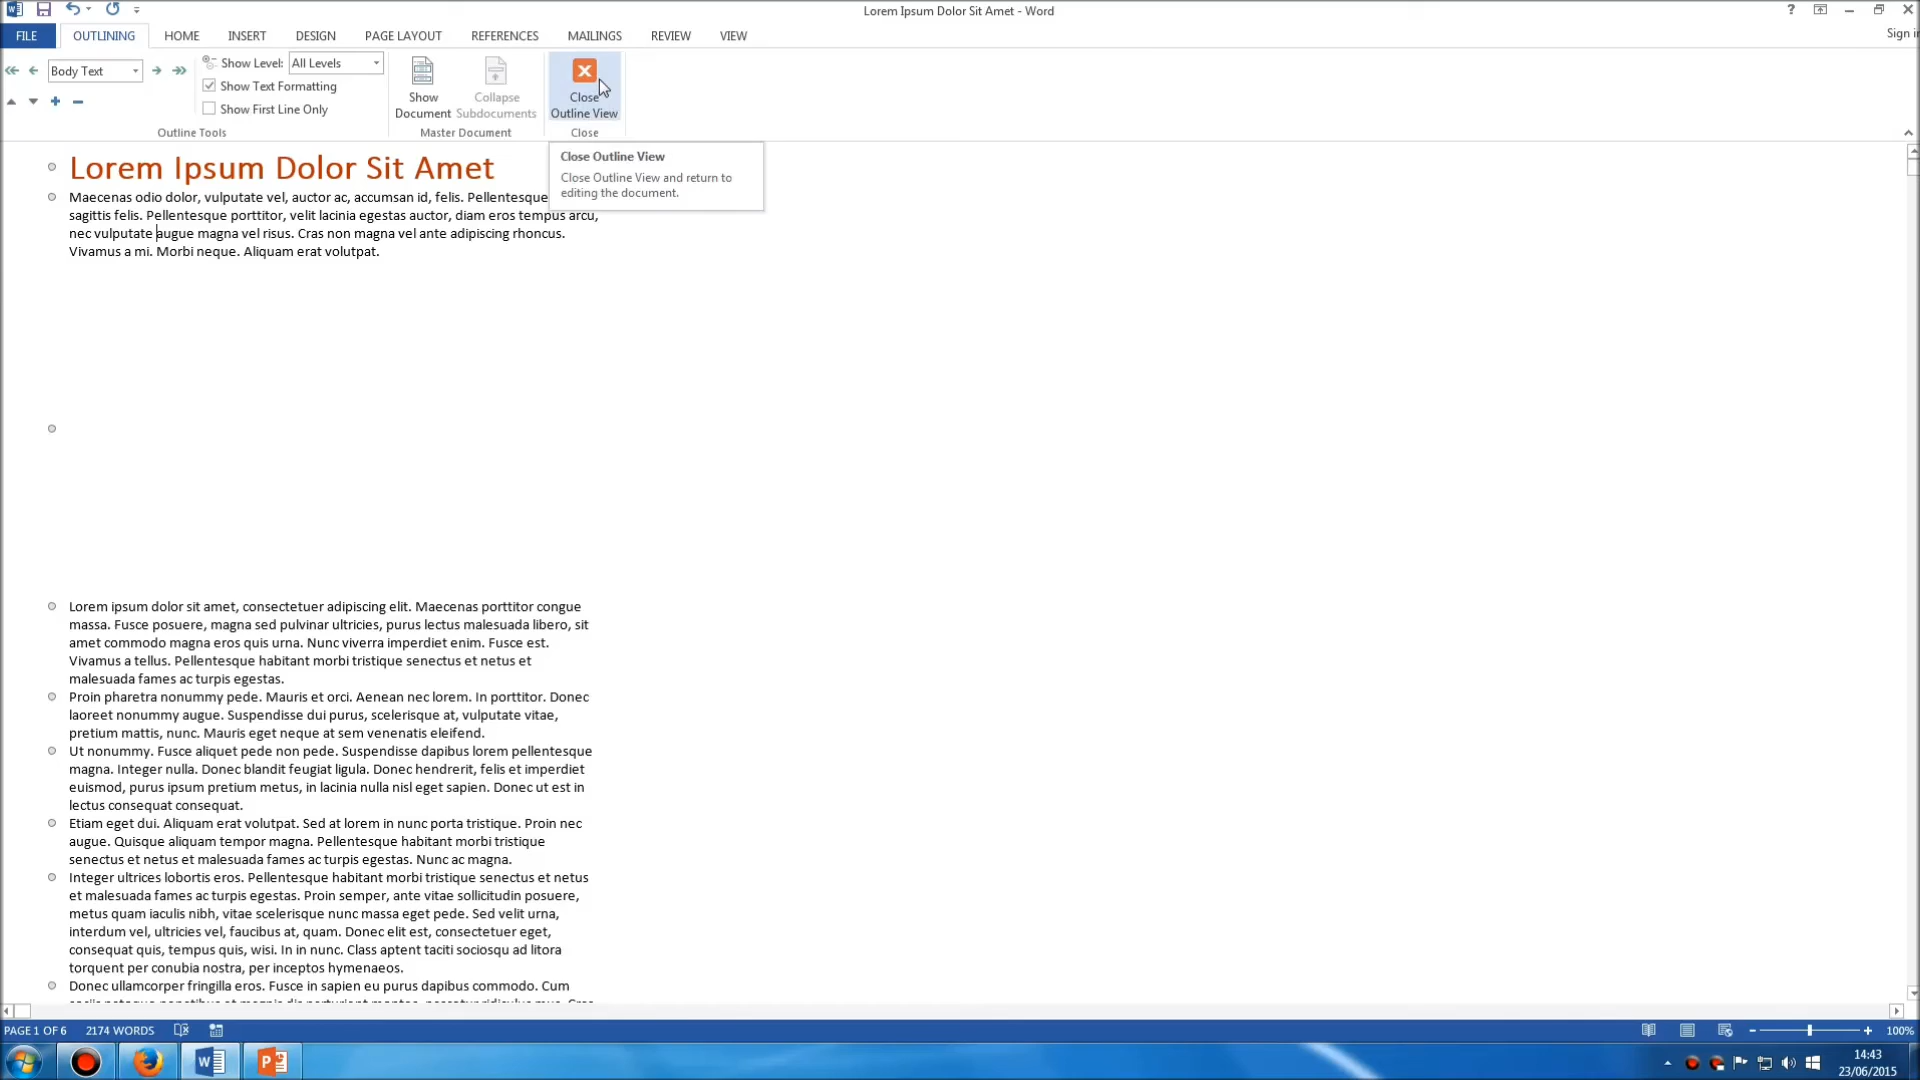 Lorem Ipsum Dolor Sit Amet - Word
FILE
OUTLINING
HOME
INSERT
DESIGN
PAGE LAYOUT
REFERENCES
MAILINGS
REVIEW
VIEW
Sign in
Body Text
Show Level:
All Levels
Show Text Formatting
Show First Line Only
Outline Tools
Show
Document
Collapse
Subdocuments
Master Document
Close
Outline View
Close
Close Outline View
Close Outline View and return to
editing the document.
Lorem Ipsum Dolor Sit Amet
Maecenas odio dolor, vulputate vel, auctor ac, accumsan id, felis. Pellentesque
sagittis felis. Pellentesque porttitor, velit lacinia egestas auctor, diam eros tempus arcu,
nec vulputate augue magna vel risus. Cras non magna vel ante adipiscing rhoncus.
Vivamus a mi. Morbi neque. Aliquam erat volutpat.
Lorem ipsum dolor sit amet, consectetuer adipiscing elit. Maecenas porttitor congue
massa. Fusce posuere, magna sed pulvinar ultricies, purus lectus malesuada libero, sit
amet commodo magna eros quis urna. Nunc viverra imperdiet enim. Fusce est.
Vivamus a tellus. Pellentesque habitant morbi tristique senectus et netus et
malesuada fames ac turpis egestas.
Proin pharetra nonummy pede. Mauris et orci. Aenean nec lorem. In porttitor. Donec
laoreet nonummy augue. Suspendisse dui purus, scelerisque at, vulputate vitae,
pretium mattis, nunc. Mauris eget neque at sem venenatis eleifend.
Ut nonummy. Fusce aliquet pede non pede. Suspendisse dapibus lorem pellentesque
magna. Integer nulla. Donec blandit feugiat ligula. Donec hendrerit, felis et imperdiet
euismod, purus ipsum pretium metus, in lacinia nulla nisl eget sapien. Donec ut est in
lectus consequat consequat.
Etiam eget dui. Aliquam erat volutpat. Sed at lorem in nunc porta tristique. Proin nec
augue. Quisque aliquam tempor magna. Pellentesque habitant morbi tristique
senectus et netus et malesuada fames ac turpis egestas. Nunc ac magna.
Integer ultrices lobortis eros. Pellentesque habitant morbi tristique senectus et netus
et malesuada fames ac turpis egestas. Proin semper, ante vitae sollicitudin posuere,
metus quam iaculis nibh, vitae scelerisque nunc massa eget pede. Sed velit urna,
interdum vel, ultricies vel, faucibus at, quam. Donec elit est, consectetuer eget,
consequat quis, tempus quis, wisi. In in nunc. Class aptent taciti sociosqu ad litora
torquent per conubia nostra, per inceptos hymenaeos.
Donec ullamcorper fringilla eros. Fusce in sapien eu purus dapibus commodo. Cum
PAGE 1 OF 6
2174 WORDS
100%
14:43
23/06/2015